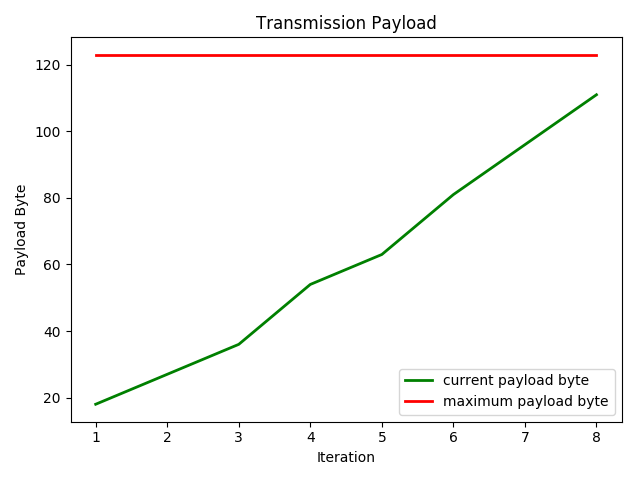 Transmission Payload
Payload Byte
120
100
80
60
40
20
current payload byte
maximum payload byte
1 2 3 4 5 6 7 8
Iteration